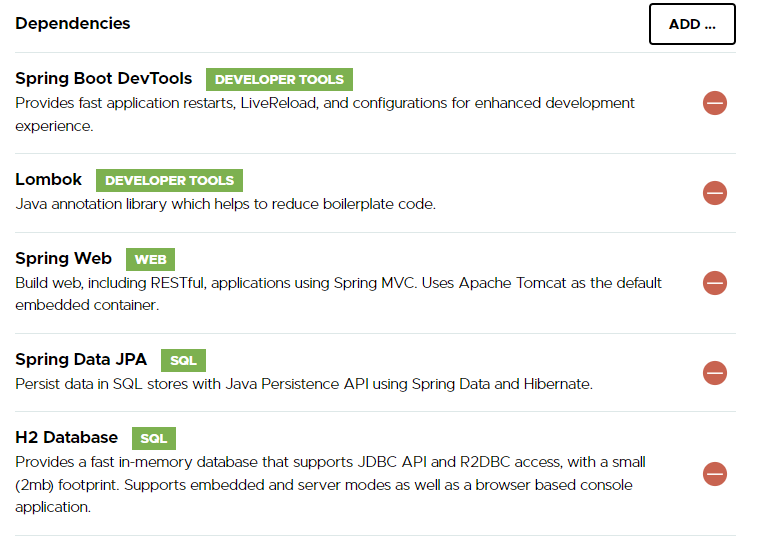 Dependencies ADD ...
Spring Boot DevTools DEVELOPER TOOLS
Provides fast application restarts, LiveReload, and configurations for enhanced development
experience.
Lombok DEVELOPER TOOLS
Java annotation library which helps to reduce boilerplate code.
Spring Web WEB
Build web, including RESTful, applications using Spring MVC. Uses Apache Tomcat as the default
embedded container.
Spring Data JPA SQL
Persist data in SQL stores with Java Persistence API using Spring Data and Hibernate.
H2 Database SQL
Provides a fast in-memory database that supports JDBC API and R2DBC access, with a small
(2mb) footprint. Supports embedded and server modes as well as a browser based console
application.